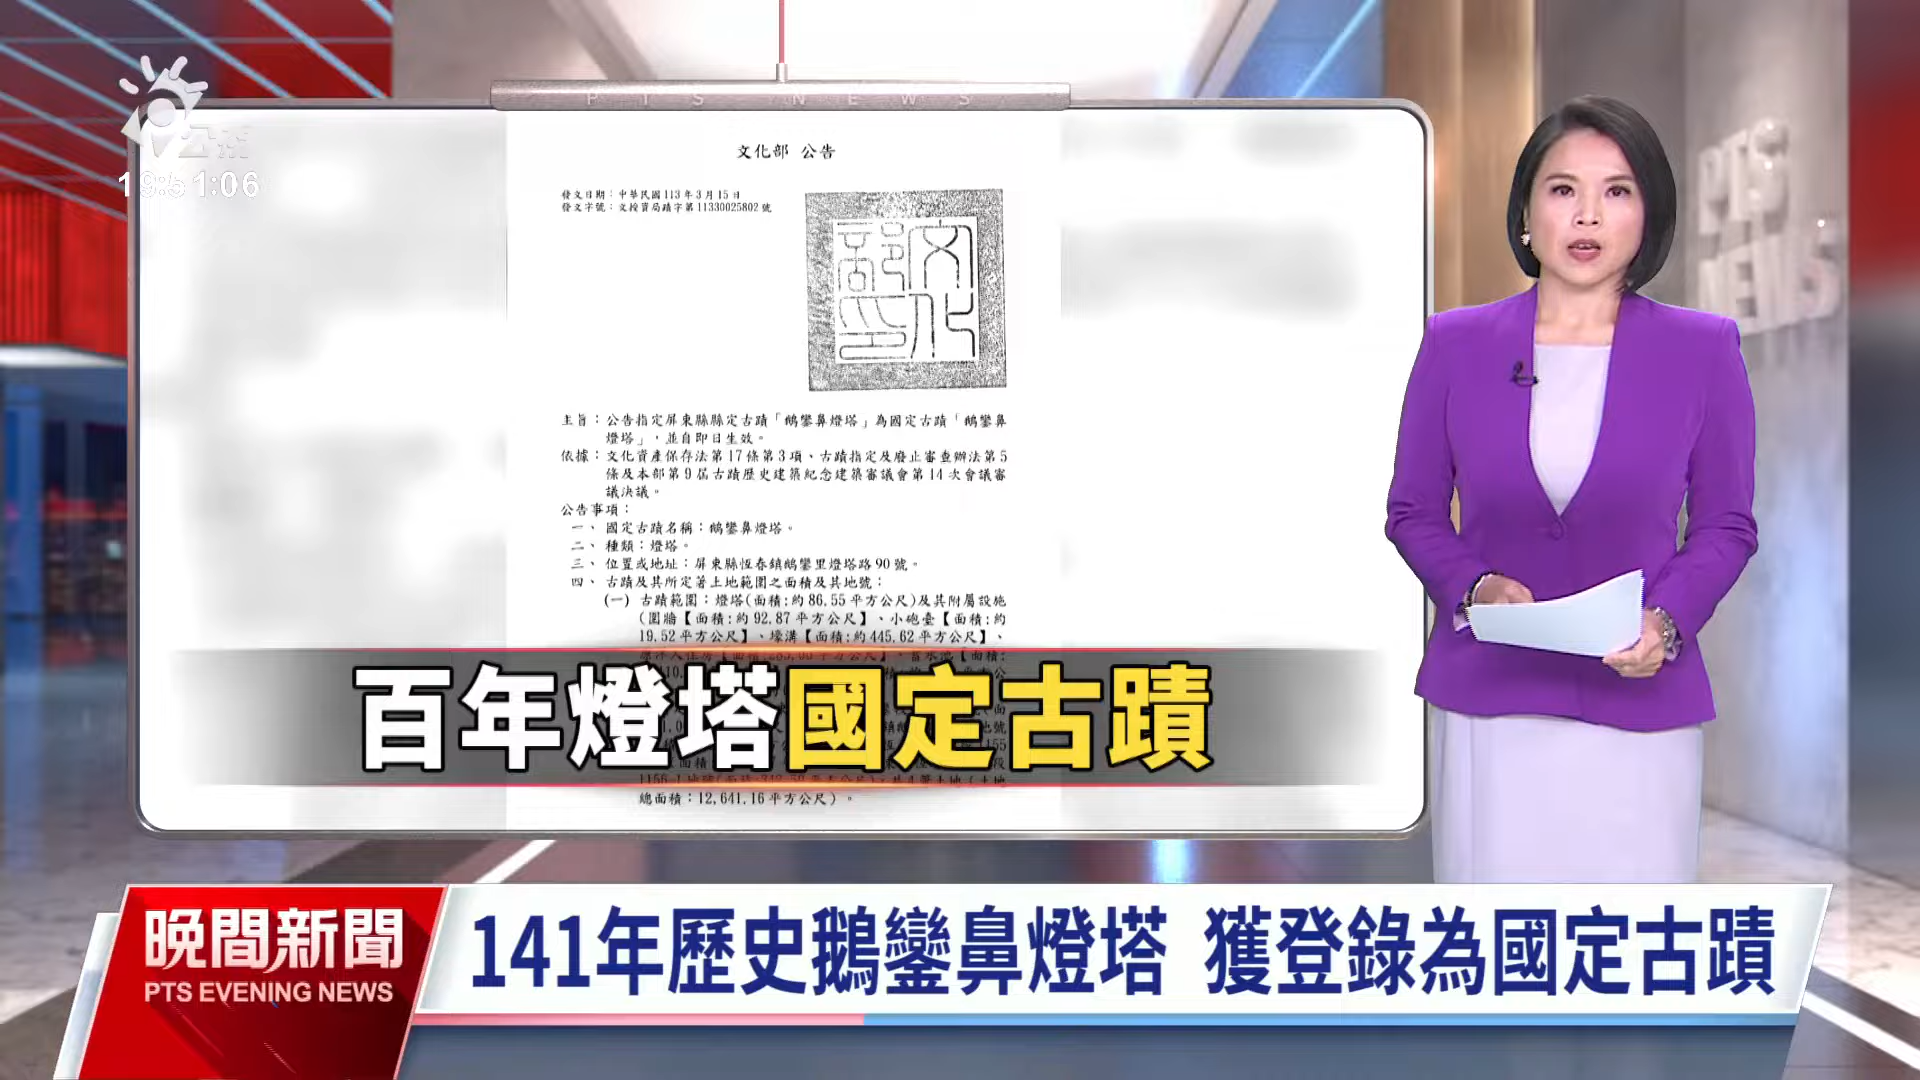 PTS NEWS
公視
19:51:06
文化部 公告
發文日期：中華民國113年3月15日
發文字號：文授資局蹟字第11330025802號
文化部印
主旨：公告指定屏東縣縣定古蹟「鵝鑾鼻燈塔」為國定古蹟「鵝鑾鼻
燈塔」，並自即日生效。
依據：文化資產保存法第17條第3項、古蹟指定及廢止審查辦法第5
條及本部第9屆古蹟歷史建築紀念建築審議會第14次會議審
議決議。
公告事項：
一、國定古蹟名稱：鵝鑾鼻燈塔。
二、種類：燈塔。
三、位置或地址：屏東縣恆春鎮鵝鑾里燈塔路90號。
四、古蹟及其所定著土地範圍之面積及其地號：
(一) 古蹟範圍：燈塔(面積:約86.55平方公尺)及其附屬設施
(圍牆【面積:約92.87平方公尺】、小砲臺【面積:約
19.52平方公尺】、壕溝【面積:約445.62平方公尺】、
總面積：12,641.16平方公尺)。
百年燈塔國定古蹟
PTS NEWS
晚間新聞
PTS EVENING NEWS
141年歷史鵝鑾鼻燈塔 獲登錄為國定古蹟